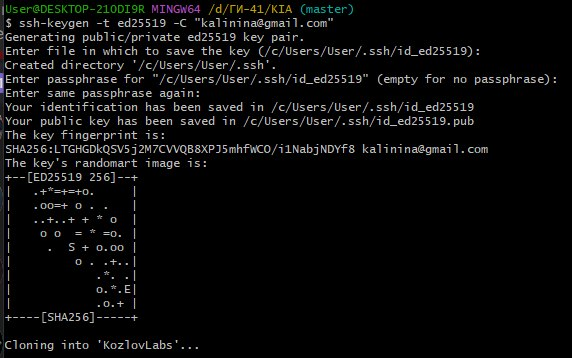 User@DESKTOP-21ODI9R MINGW64 /d/ГИ-41/KIA (master)
$ ssh-keygen -t ed25519 -C "kalinina@gmail.com"
Generating public/private ed25519 key pair.
Enter file in which to save the key (/c/Users/User/.ssh/id_ed25519):
Created directory '/c/Users/User/.ssh'.
Enter passphrase for "/c/Users/User/.ssh/id_ed25519" (empty for no passphrase):
Enter same passphrase again:
Your identification has been saved in /c/Users/User/.ssh/id_ed25519
Your public key has been saved in /c/Users/User/.ssh/id_ed25519.pub
The key fingerprint is:
SHA256:LTGHGDkQSV5j2M7CVVQB8XPJ5mhfWCO/i1NabjNDYf8 kalinina@gmail.com
The key's randomart image is:
+--[ED25519 256]--+
|   .+*=+=+o.     |
|   .oo=+ o . .   |
|   ..+..+ + * o  |
|    o o  = * =o. |
|     .  S + o.oo |
|         o . .+..|
|            .*. .|
|            o.*.E|
|            .o.+ |
+----[SHA256]-----+
Cloning into 'KozlovLabs'...